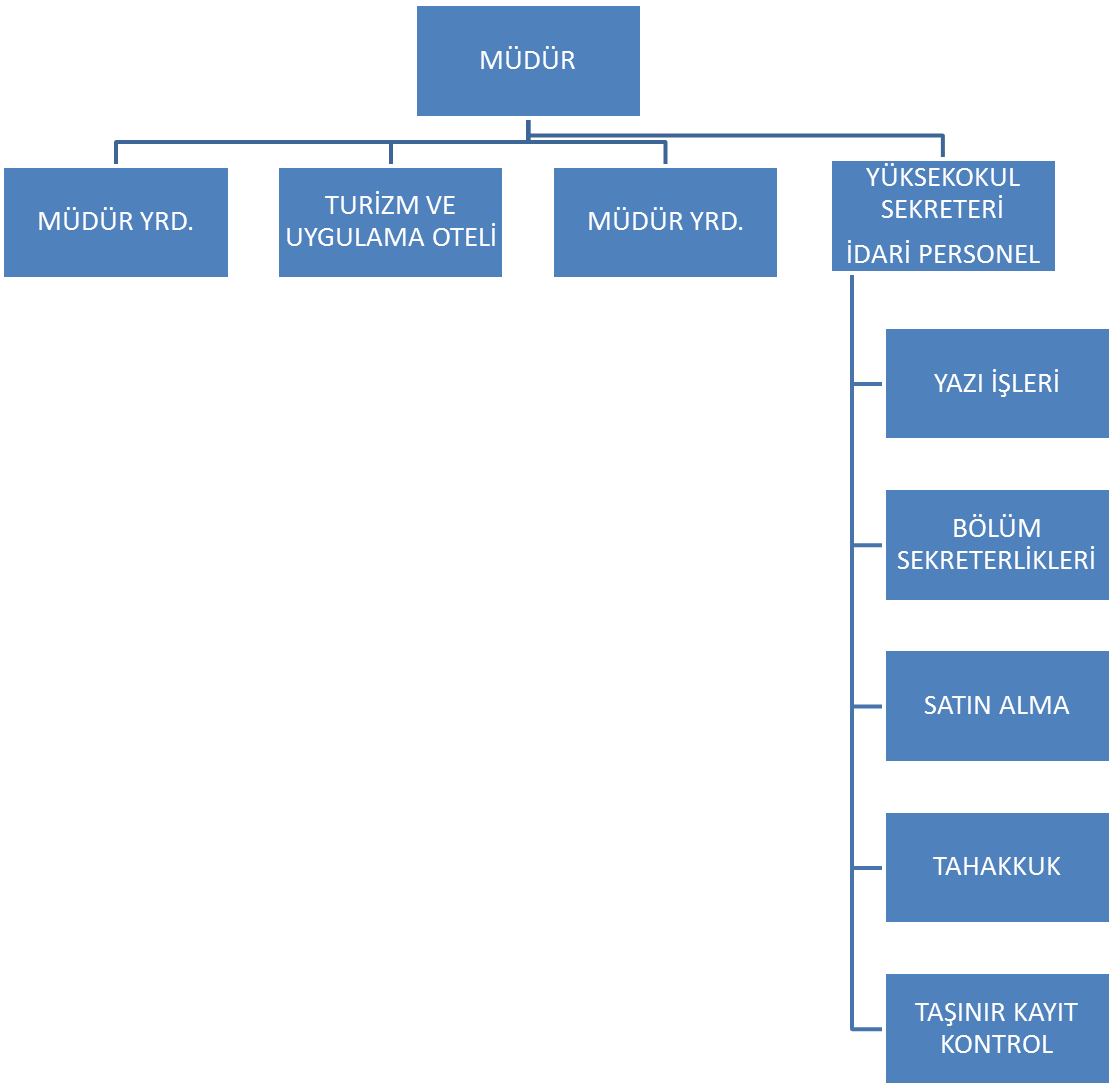 MÜDÜR
MÜDÜR YRD.
TURİZM VE
UYGULAMA OTELİ
MÜDÜR YRD.
YÜKSEKOKUL
SEKRETERİ
İDARİ PERSONEL
YAZI İŞLERİ
BÖLÜM
SEKRETERLİKLERİ
SATIN ALMA
TAHAKKUK
TAŞINIR KAYIT
KONTROL